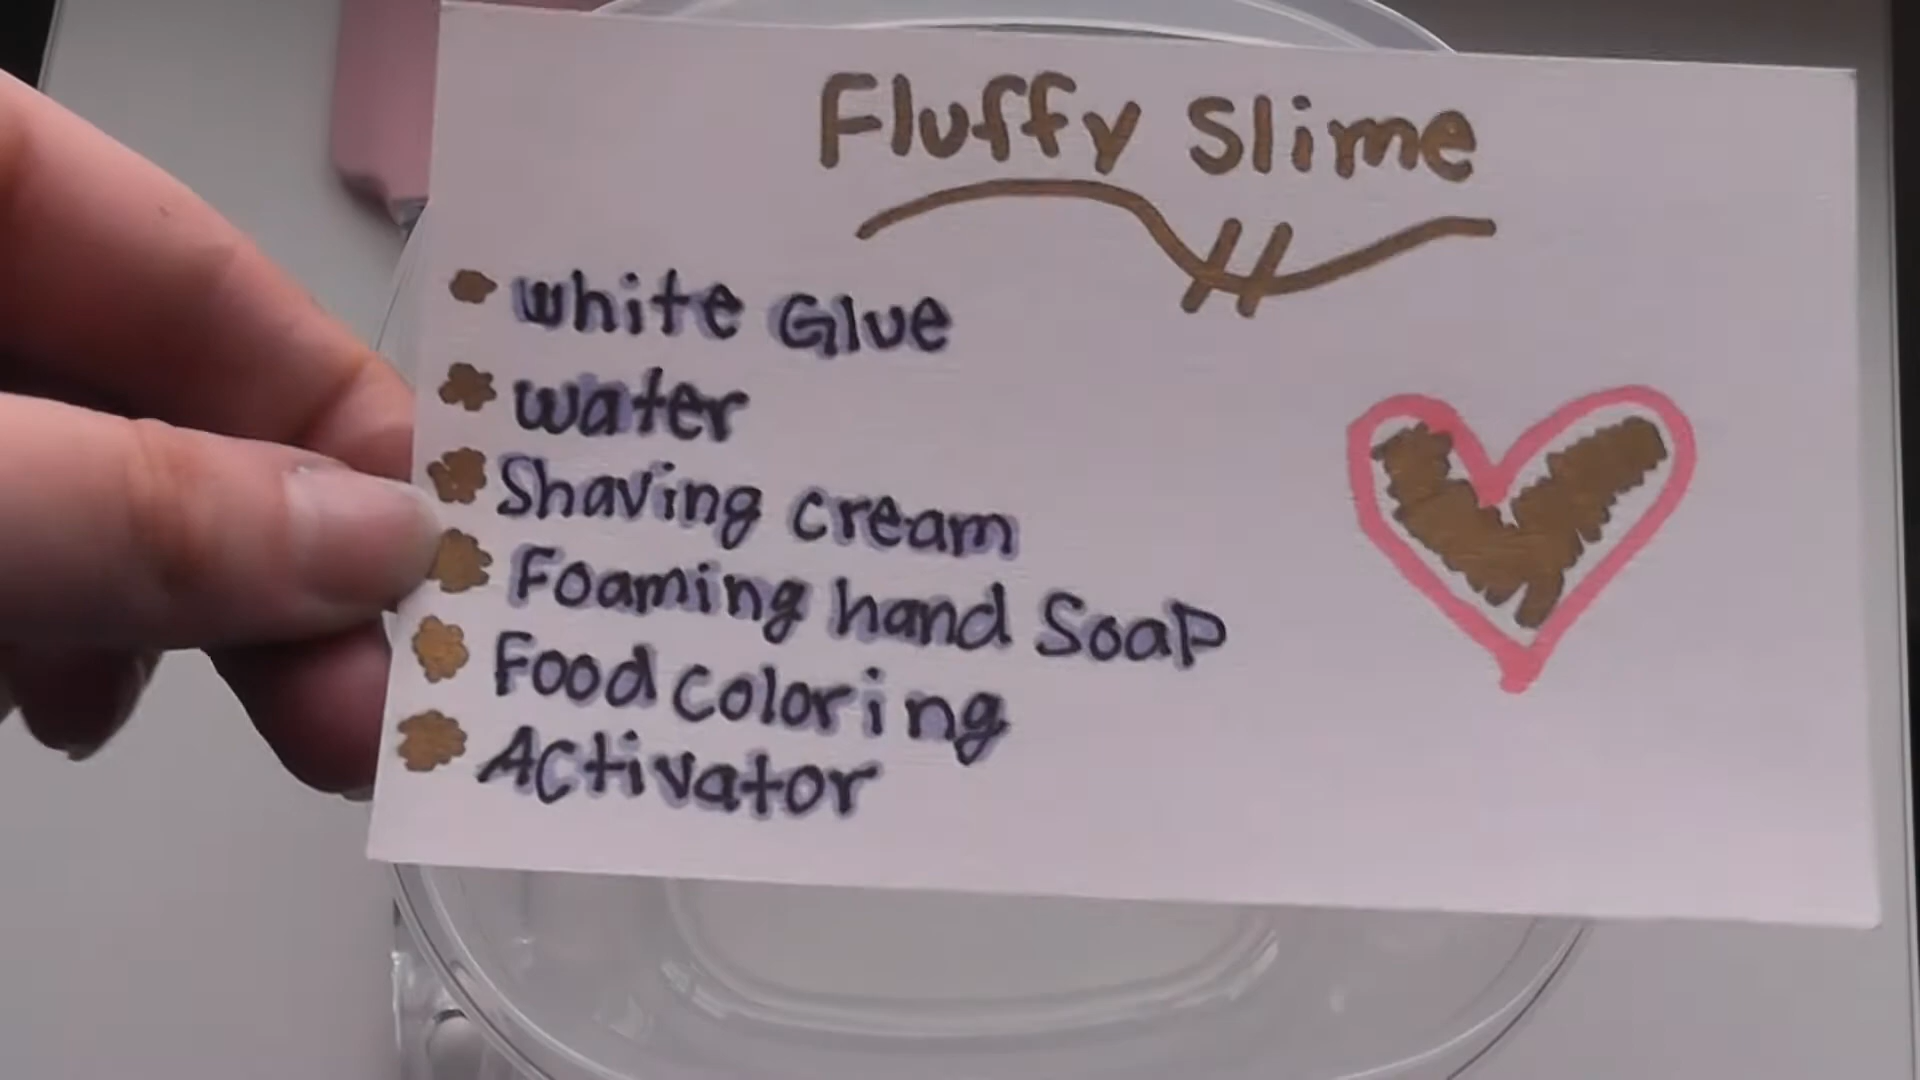 Fluffy Slime
white Glue
water
Shaving cream
Foaming hand Soap
Food coloring
Activator